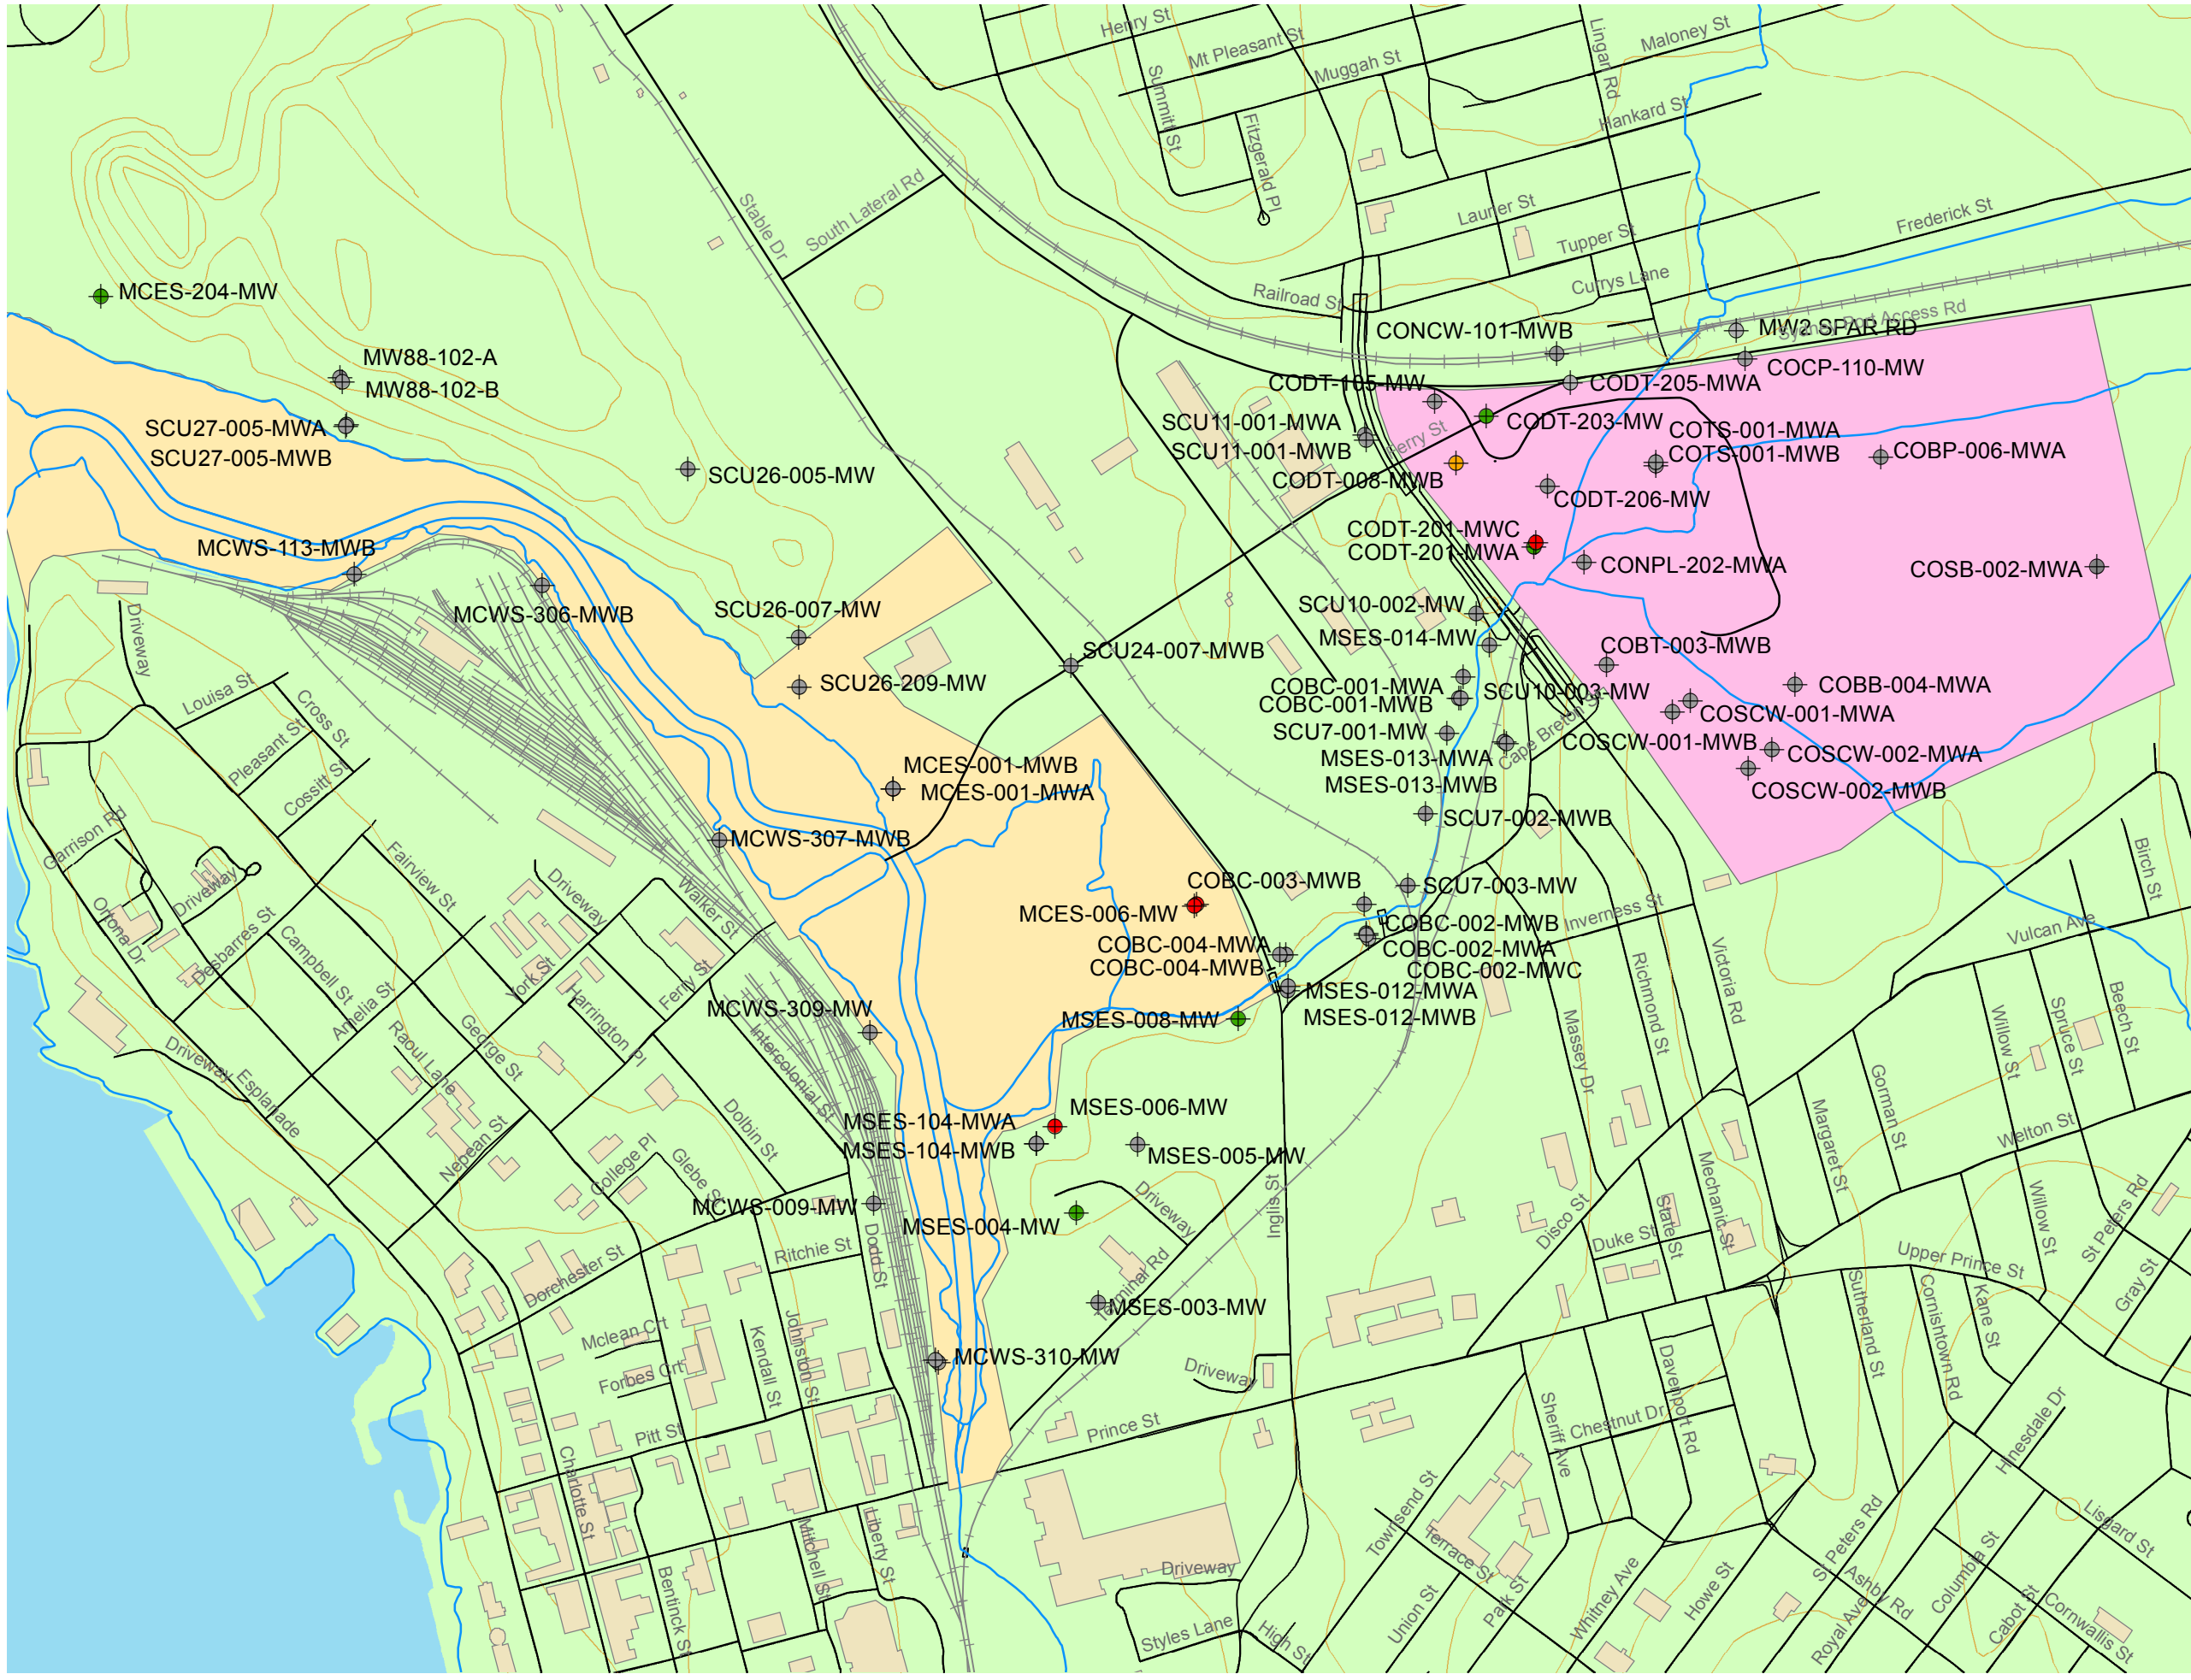 Henry St
Mt Pleasant St
Muggah St
Lingan Rd
Maloney St
Summitt St
Hankard St
Fitzgerald Pl
Stable Dr
South Lateral Rd
Laurier St
Tupper St
Frederick St
Currys Lane
Railroad St
Sydney Port Access Rd
MCES-204-MW
CONCW-101-MWB
MW2 SPAR RD
MW88-102-A
MW88-102-B
COCP-110-MW
CODT-105-MW
CODT-205-MWA
SCU27-005-MWA
SCU27-005-MWB
SCU11-001-MWA
SCU11-001-MWB
Ferry St
CODT-203-MW
COTS-001-MWA
COTS-001-MWB
COBP-006-MWA
SCU26-005-MW
CODT-008-MWB
CODT-206-MW
CODT-201-MWC
CODT-201-MWA
MCWS-113-MWB
CONPL-202-MWA
COSB-002-MWA
MCWS-306-MWB
SCU26-007-MW
SCU10-002-MW
MSES-014-MW
Driveway
SCU24-007-MWB
COBT-003-MWB
SCU26-209-MW
COBC-001-MWA
COBC-001-MWB
SCU10-003-MW
COBB-004-MWA
Louisa St
Cross St
Pleasant St
Cossitt St
SCU7-001-MW
COSCW-001-MWA
COSCW-001-MWB
Cape Breton St
MSES-013-MWA
MSES-013-MWB
COSCW-002-MWA
COSCW-002-MWB
MCES-001-MWB
MCES-001-MWA
SCU7-002-MWB
MCWS-307-MWB
Garrison Rd
Fairview St
Driveway
Driveway
Walker St
Birch St
COBC-003-MWB
SCU7-003-MW
MCES-006-MW
Ortona Dr
Desbarres St
Campbell St
Amelia St
York St
Ferry St
Inverness St
Vulcan Ave
COBC-002-MWB
COBC-002-MWA
COBC-002-MWC
COBC-004-MWA
COBC-004-MWB
Victoria Rd
Richmond St
MSES-012-MWA
MSES-012-MWB
MCWS-309-MW
MSES-008-MW
Harrington Pl
Intercolonial St
Raoul Lane
George St
Driveway
Esplanade
Massey Dr
Willow St
Spruce St
Beech St
Gorman St
Margaret St
Welton St
MSES-006-MW
MSES-104-MWA
MSES-104-MWB
MSES-005-MW
Dolbin St
Nepean St
College Pl
Glebe St
MCWS-009-MW
MSES-004-MW
Driveway
Inglis St
Disco St
Duke St
State St
Mechanic St
Willow St
St Peters Rd
Upper Prince St
Gray St
Dorchester St
Ritchie St
Dodd St
Terminal Rd
MSES-003-MW
Mclean Crt
Forbes Crt
Kendall St
Johnston St
MCWS-310-MW
Driveway
Sutherland St
Cornishtown Rd
Kane St
Davenport Rd
Sheriff Ave
Chestnut Dr
Prince St
Pitt St
Charlotte St
Hinesdale Dr
Townsend St
Terrace St
Liberty St
Mitchell St
Bentinck St
Driveway
Styles Lane
High St
Union St
Park St
Whitney Ave
Howe St
St Peters Rd
Ashby Rd
Royal Ave
Columbia St
Cabot St
Lisgard St
Cornwallis St